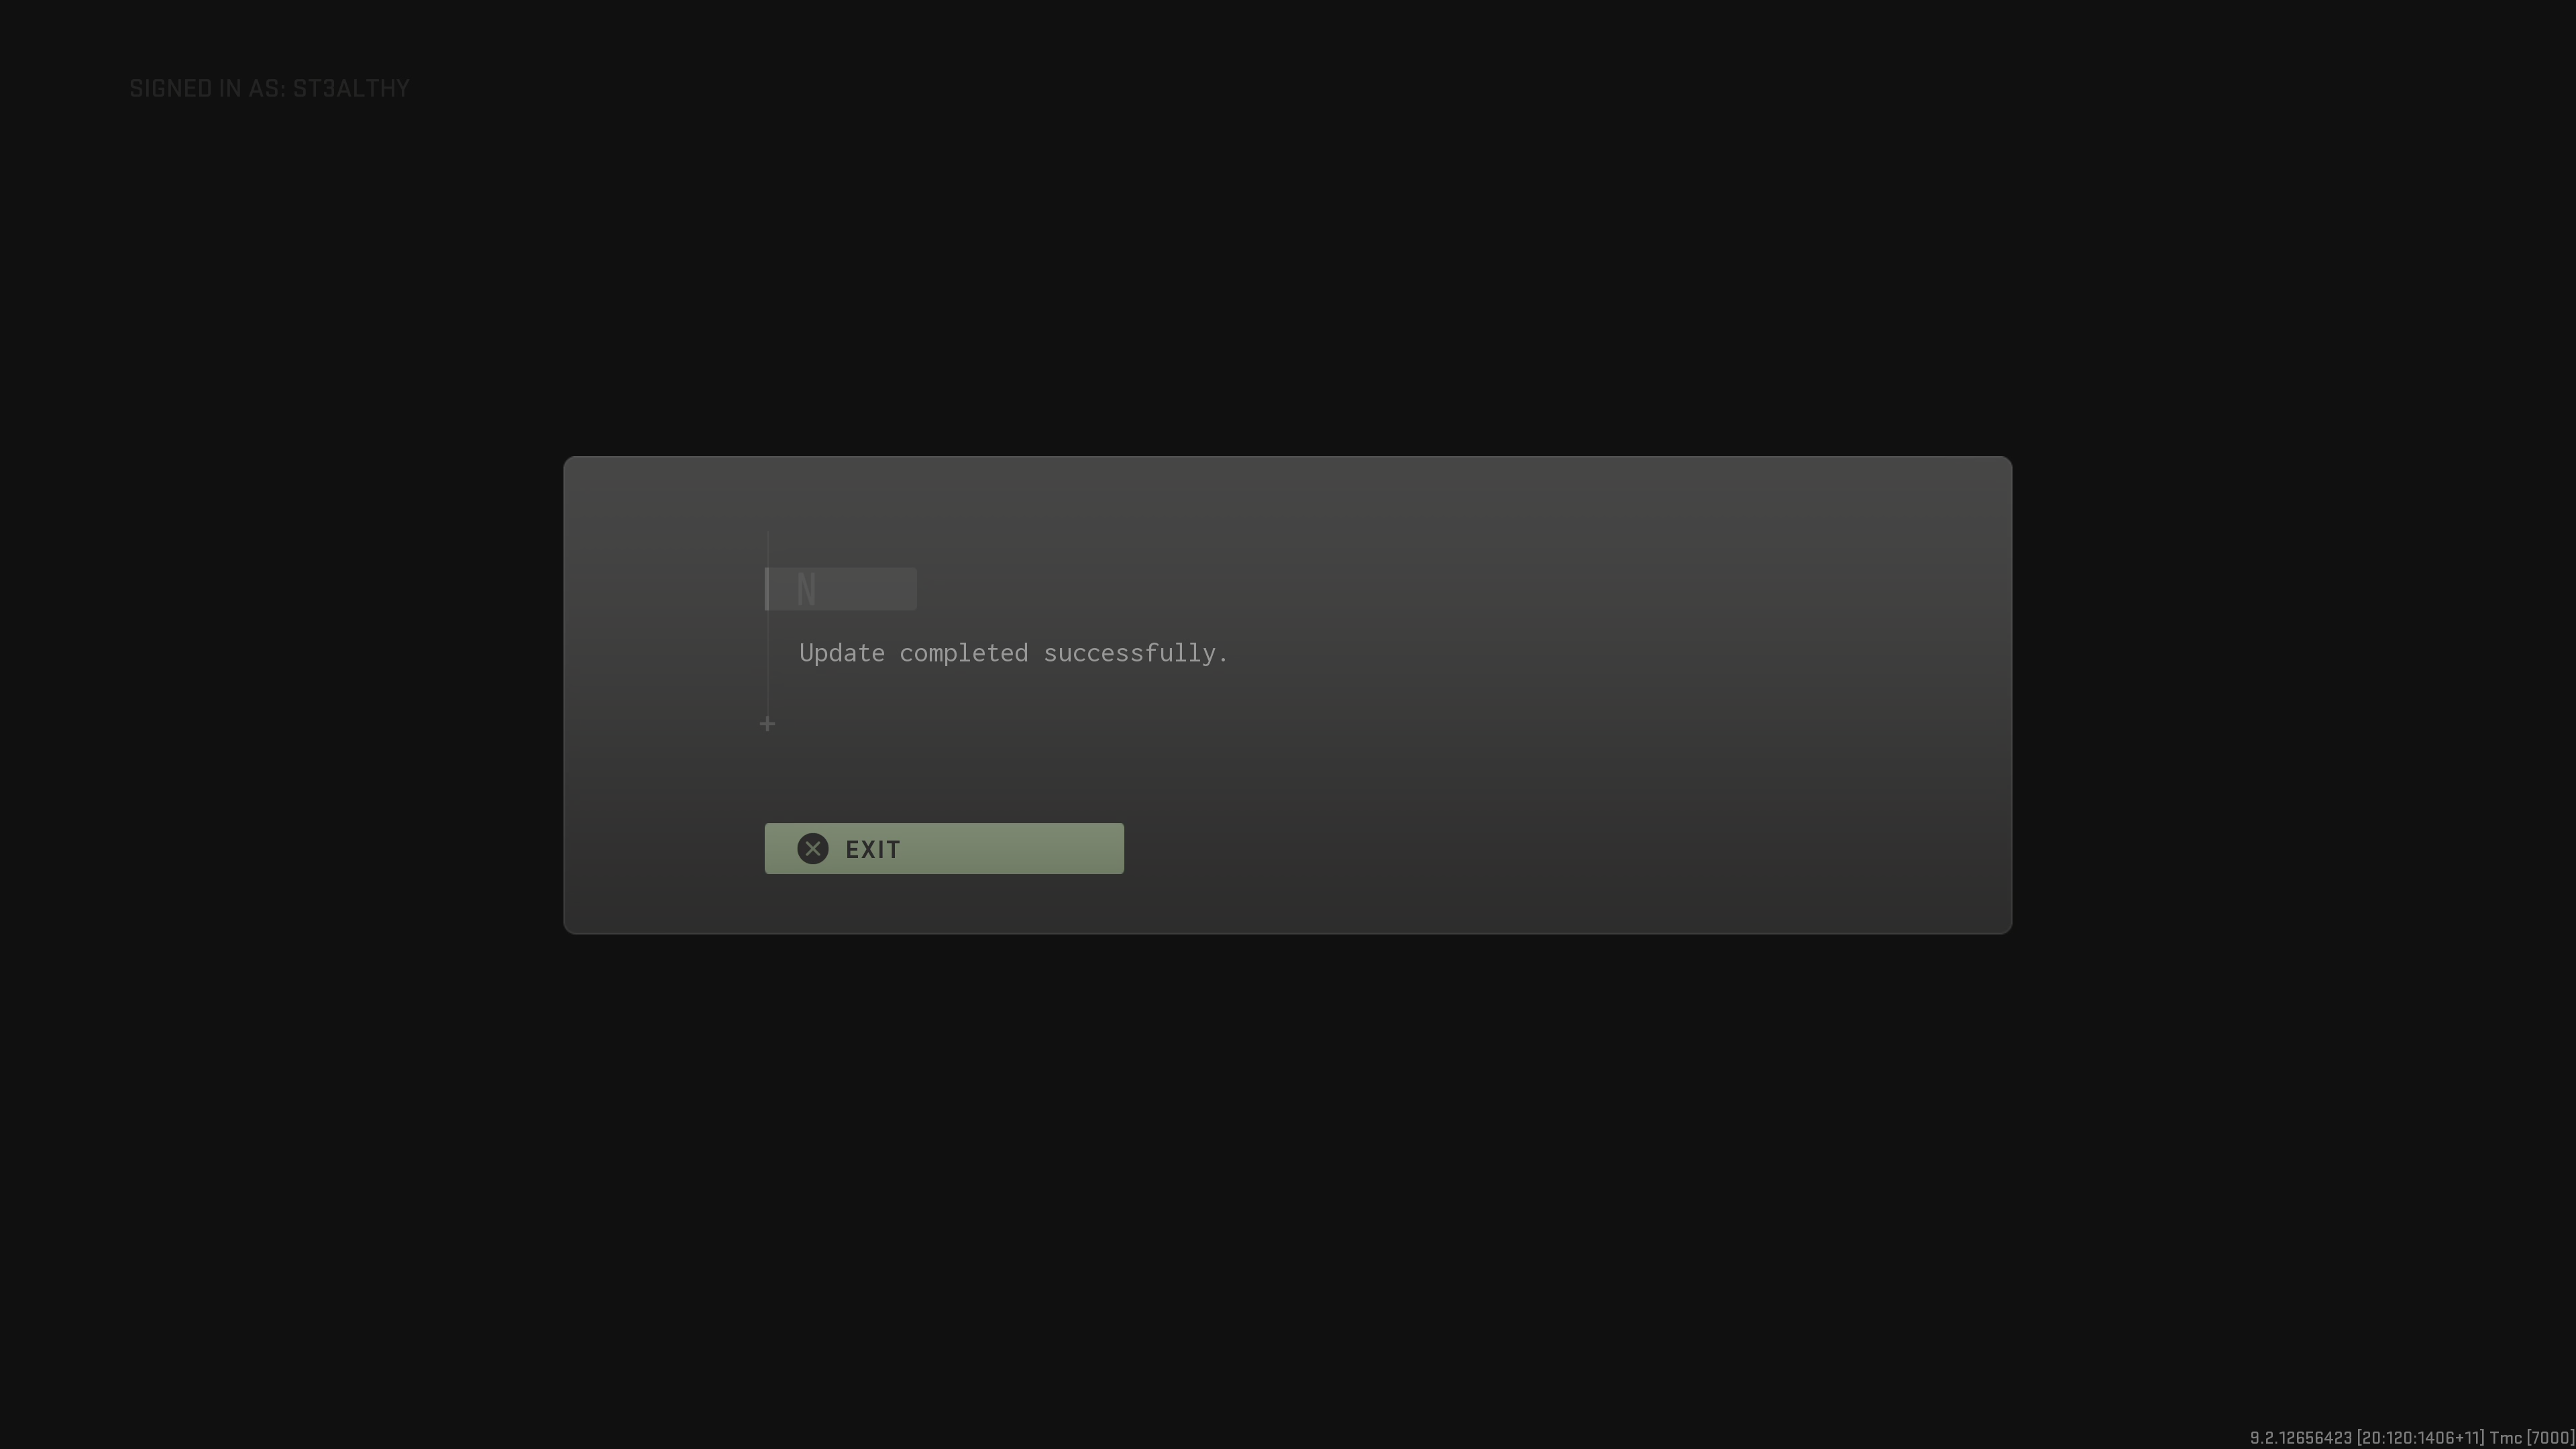 SIGNED IN AS: ST3ALTHY
N
Update completed successfully.
EXIT
9.2.12656423 [20:120:1406+11] Tmc [7000]